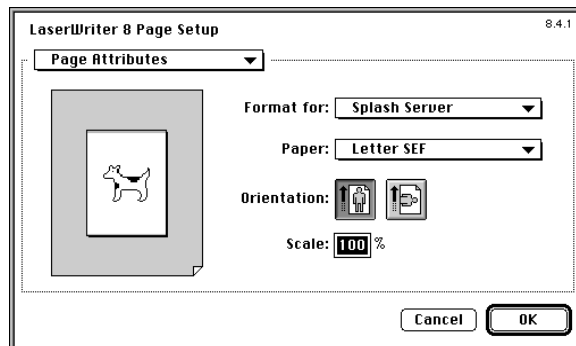 LaserWriter 8 Page Setup
8.4.1
Page Attributes
Format for: Splash Server
Paper: Letter SEF
Orientation:
Scale: 100 %
Cancel OK